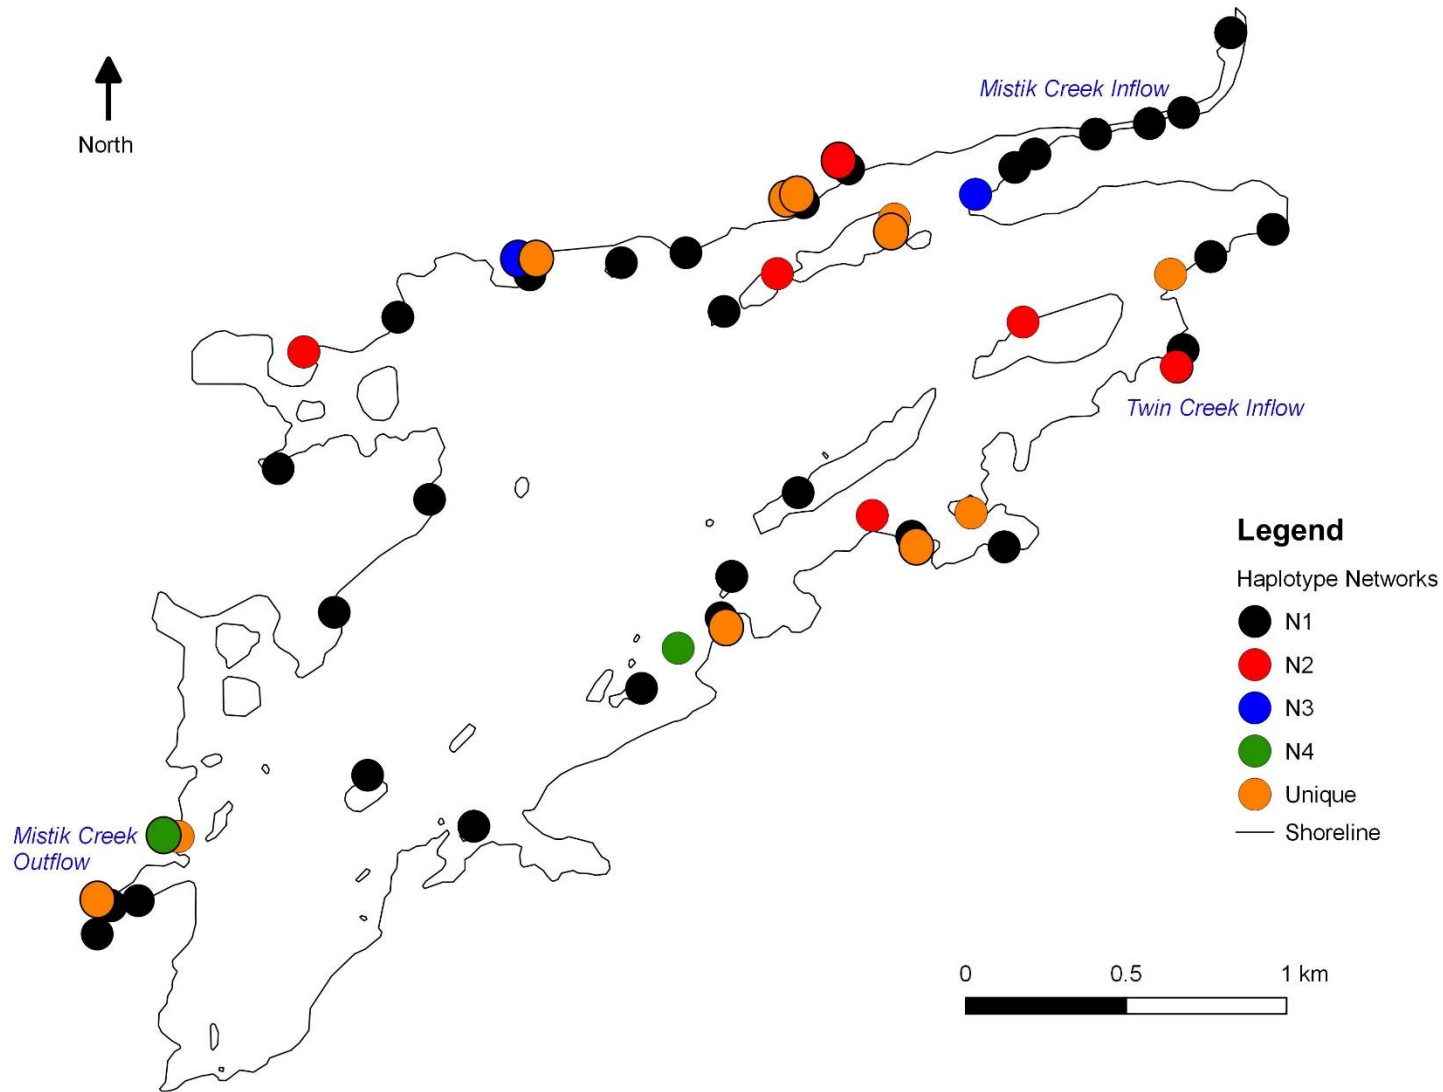 Mistik Creek Inflow
North
Twin Creek Inflow
Legend
Haplotype Networks
N1
N2
N3
N4
Unique
Shoreline
Mistik Creek
Outflow
0 0.5 1 km